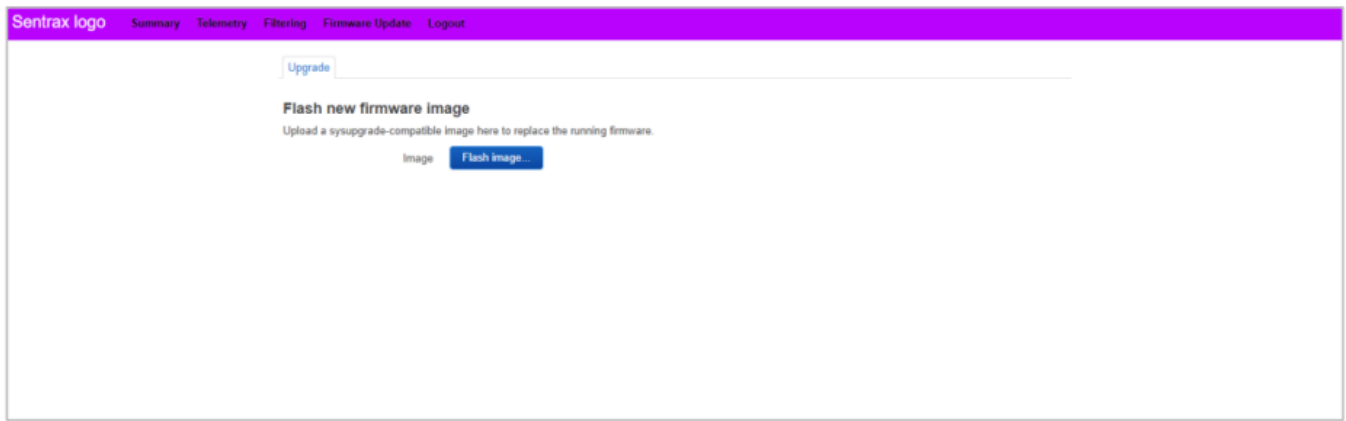 Sentrax logo Summary Telemetry Filtering Firmware Update Logout
Upgrade
Flash new firmware image
Upload a sysupgrade-compatible image here to replace the running firmware.
Image Flash image...